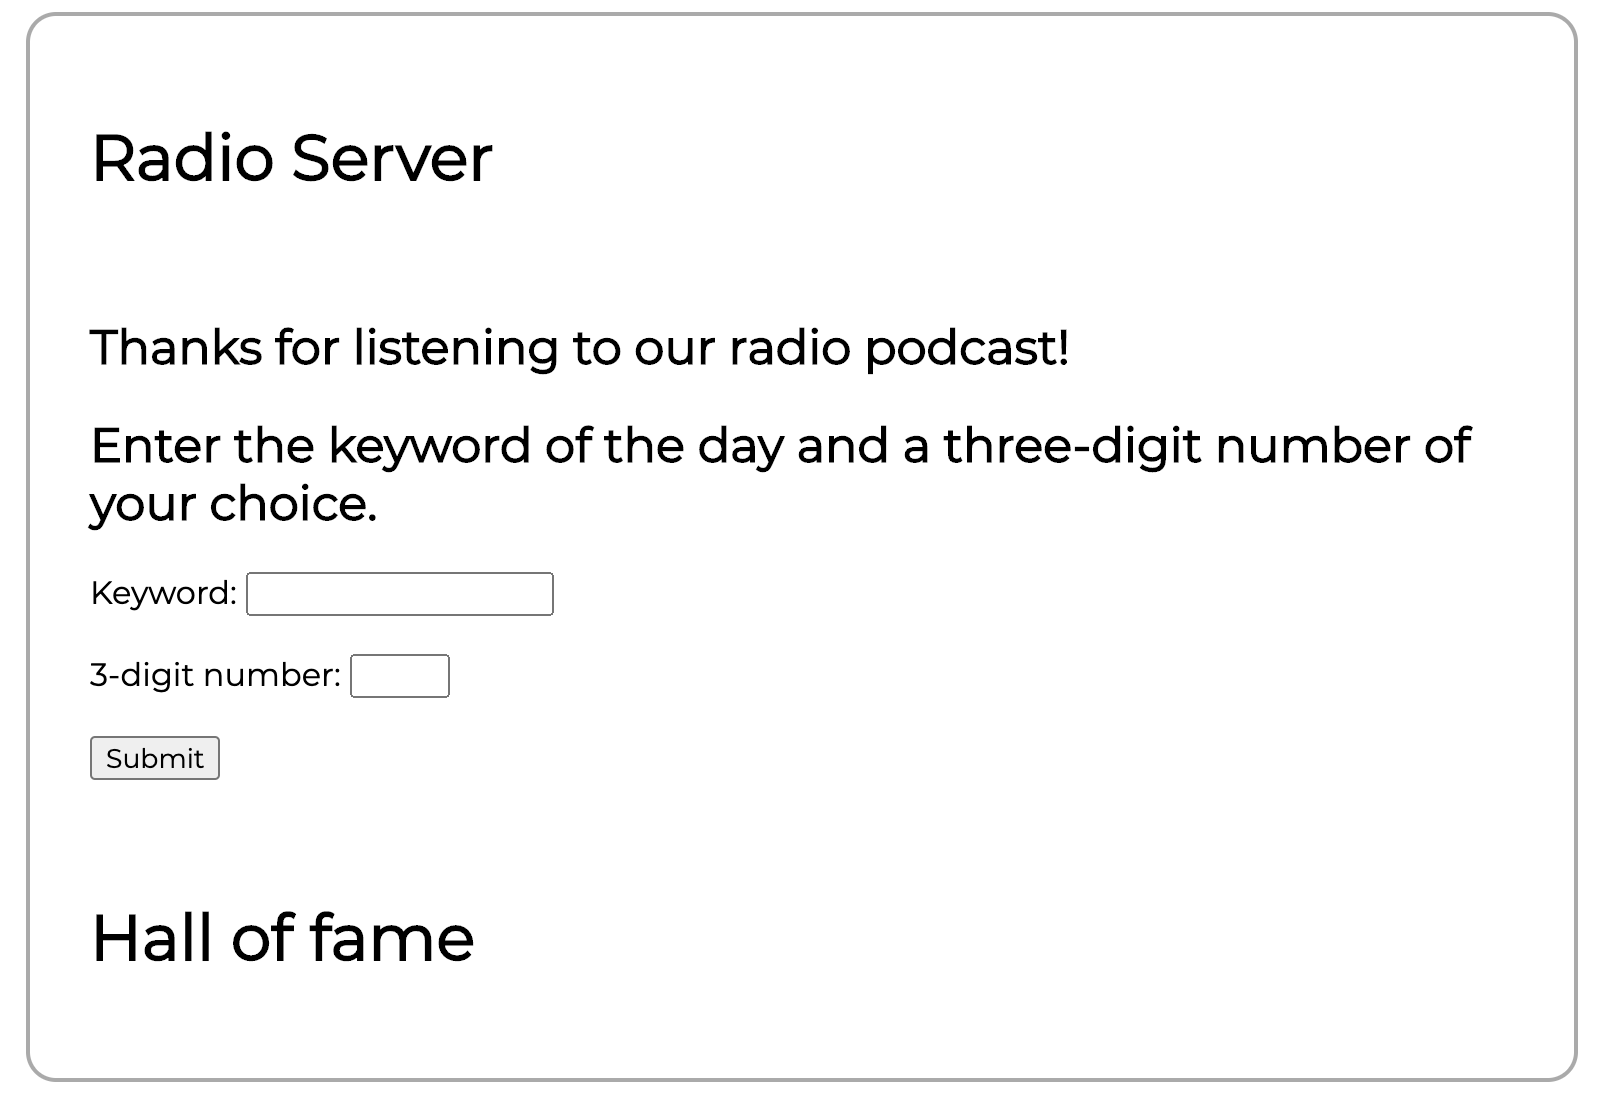 Radio Server
Thanks for listening to our radio podcast!
Enter the keyword of the day and a three-digit number of
your choice.
Keyword:
3-digit number:
Submit
Hall of fame